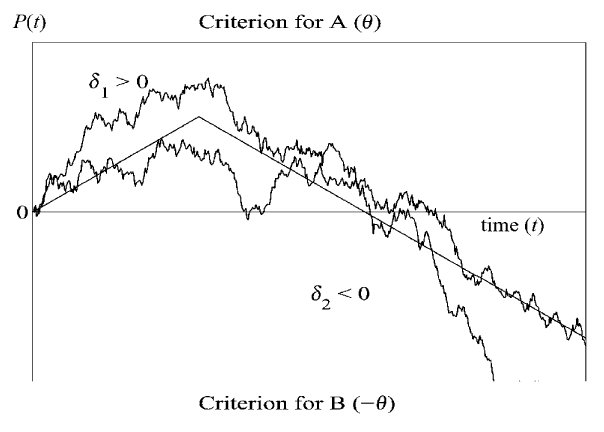 P(t)
Criterion for A (θ)
δ₁ > 0
0
time (t)
δ₂ < 0
Criterion for B (−θ)